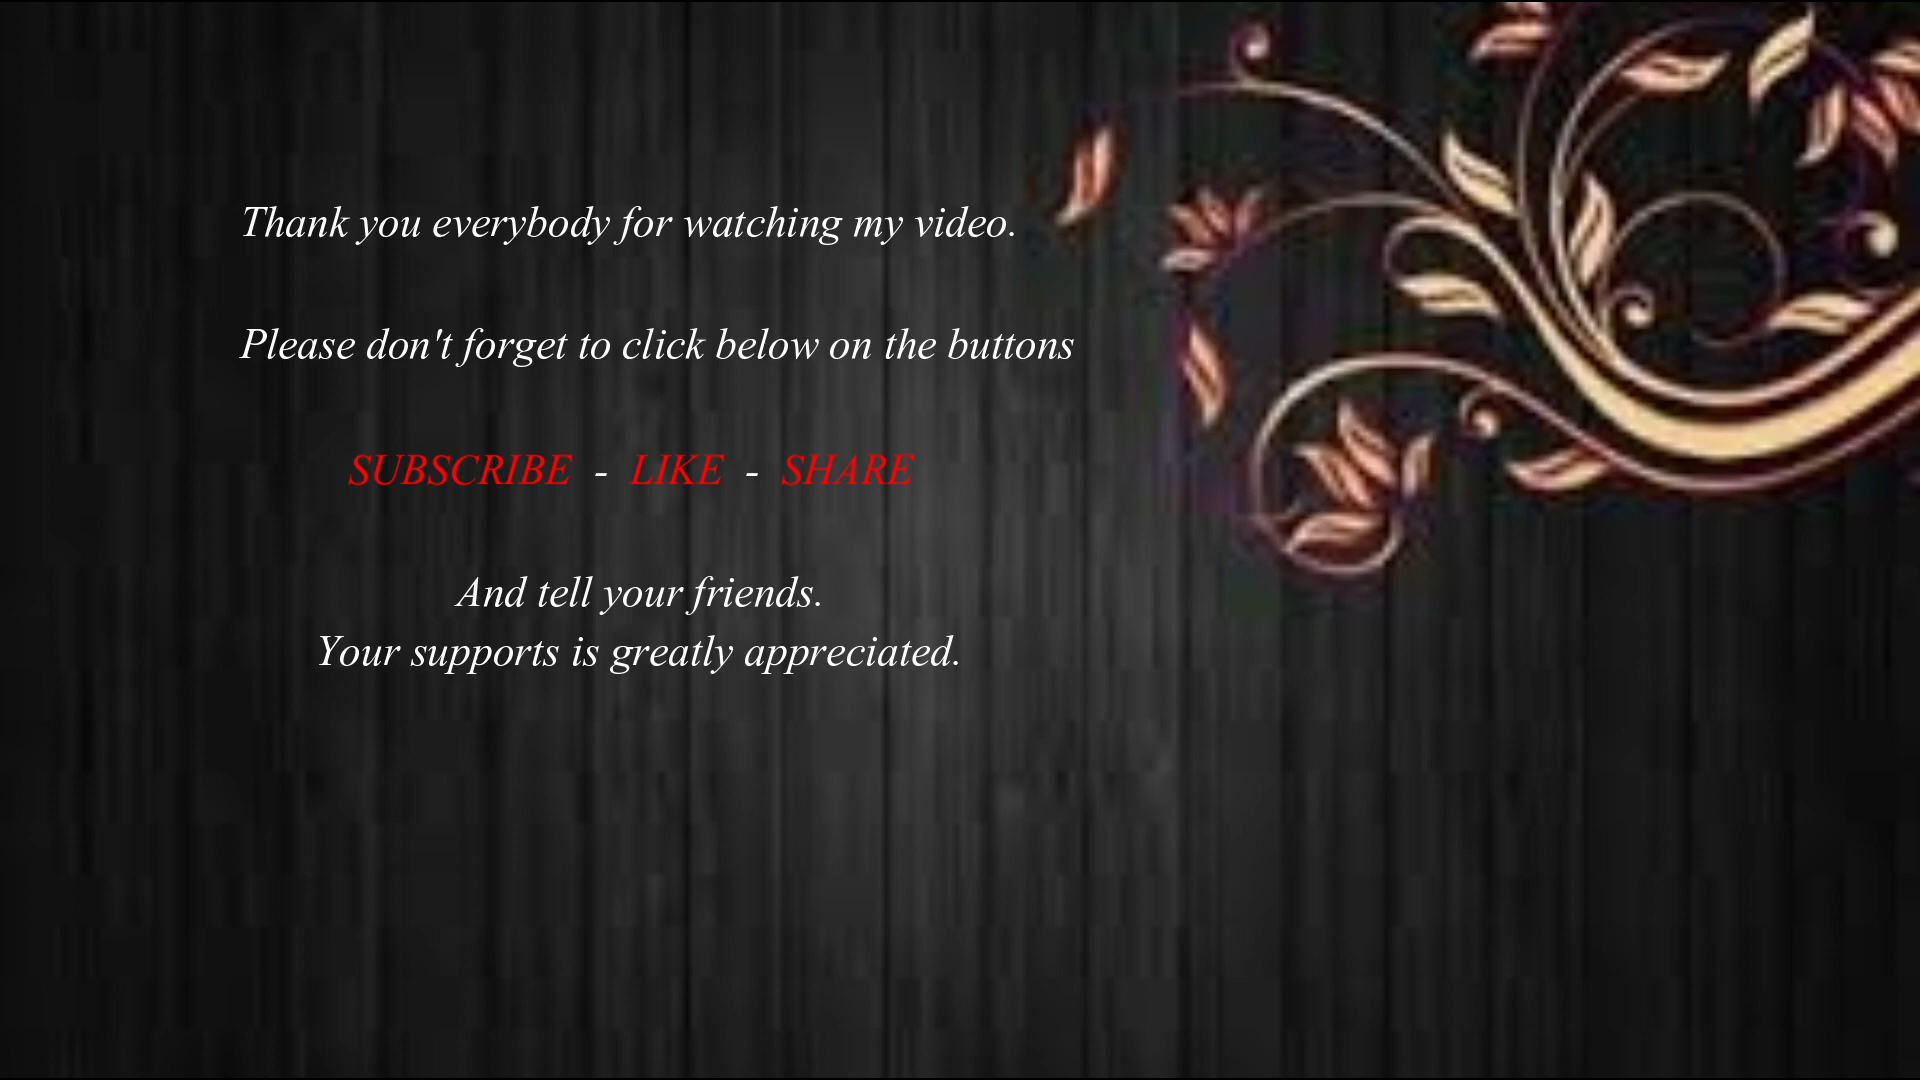 Thank you everybody for watching my video.
Please don't forget to click below on the buttons
SUBSCRIBE - LIKE - SHARE
And tell your friends.
Your supports is greatly appreciated.